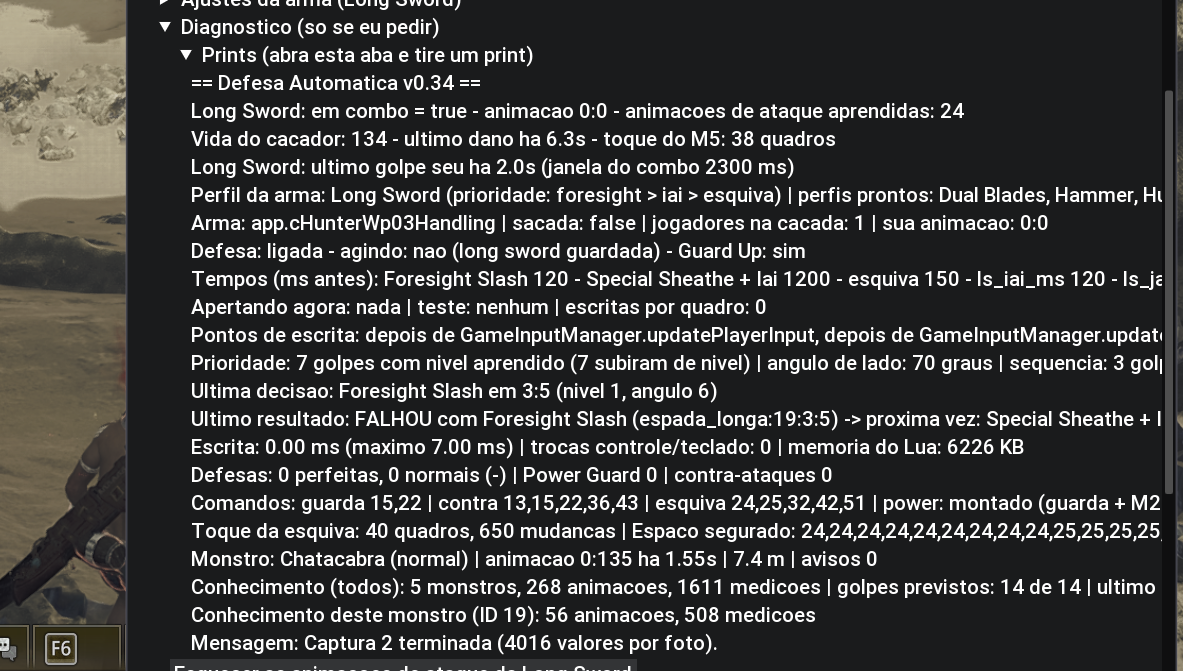 Ajustes da arma (Long Sword)
Diagnostico (so se eu pedir)
Prints (abra esta aba e tire um print)
== Defesa Automatica v0.34 ==
Long Sword: em combo = true - animacao 0:0 - animacoes de ataque aprendidas: 24
Vida do cacador: 134 - ultimo dano ha 6.3s - toque do M5: 38 quadros
Long Sword: ultimo golpe seu ha 2.0s (janela do combo 2300 ms)
Perfil da arma: Long Sword (prioridade: foresight > iai > esquiva) | perfis prontos: Dual Blades, Hammer, Hu
Arma: app.cHunterWp03Handling | sacada: false | jogadores na cacada: 1 | sua animacao: 0:0
Defesa: ligada - agindo: nao (long sword guardada) - Guard Up: sim
Tempos (ms antes): Foresight Slash 120 - Special Sheathe + Iai 1200 - esquiva 150 - ls_iai_ms 120 - ls_ja
Apertando agora: nada | teste: nenhum | escritas por quadro: 0
Pontos de escrita: depois de GameInputManager.updatePlayerInput, depois de GameInputManager.update
Prioridade: 7 golpes com nivel aprendido (7 subiram de nivel) | angulo de lado: 70 graus | sequencia: 3 golp
Ultima decisao: Foresight Slash em 3:5 (nivel 1, angulo 6)
Ultimo resultado: FALHOU com Foresight Slash (espada_longa:19:3:5) -> proxima vez: Special Sheathe + I
Escrita: 0.00 ms (maximo 7.00 ms) | trocas controle/teclado: 0 | memoria do Lua: 6226 KB
Defesas: 0 perfeitas, 0 normais (-) | Power Guard 0 | contra-ataques 0
Comandos: guarda 15,22 | contra 13,15,22,36,43 | esquiva 24,25,32,42,51 | power: montado (guarda + M2
Toque da esquiva: 40 quadros, 650 mudancas | Espaco segurado: 24,24,24,24,24,24,24,24,25,25,25,25,
Monstro: Chatacabra (normal) | animacao 0:135 ha 1.55s | 7.4 m | avisos 0
Conhecimento (todos): 5 monstros, 268 animacoes, 1611 medicoes | golpes previstos: 14 de 14 | ultimo
Conhecimento deste monstro (ID 19): 56 animacoes, 508 medicoes
Mensagem: Captura 2 terminada (4016 valores por foto).
F6
Esquecer as animacoes de ataque da Long Sword